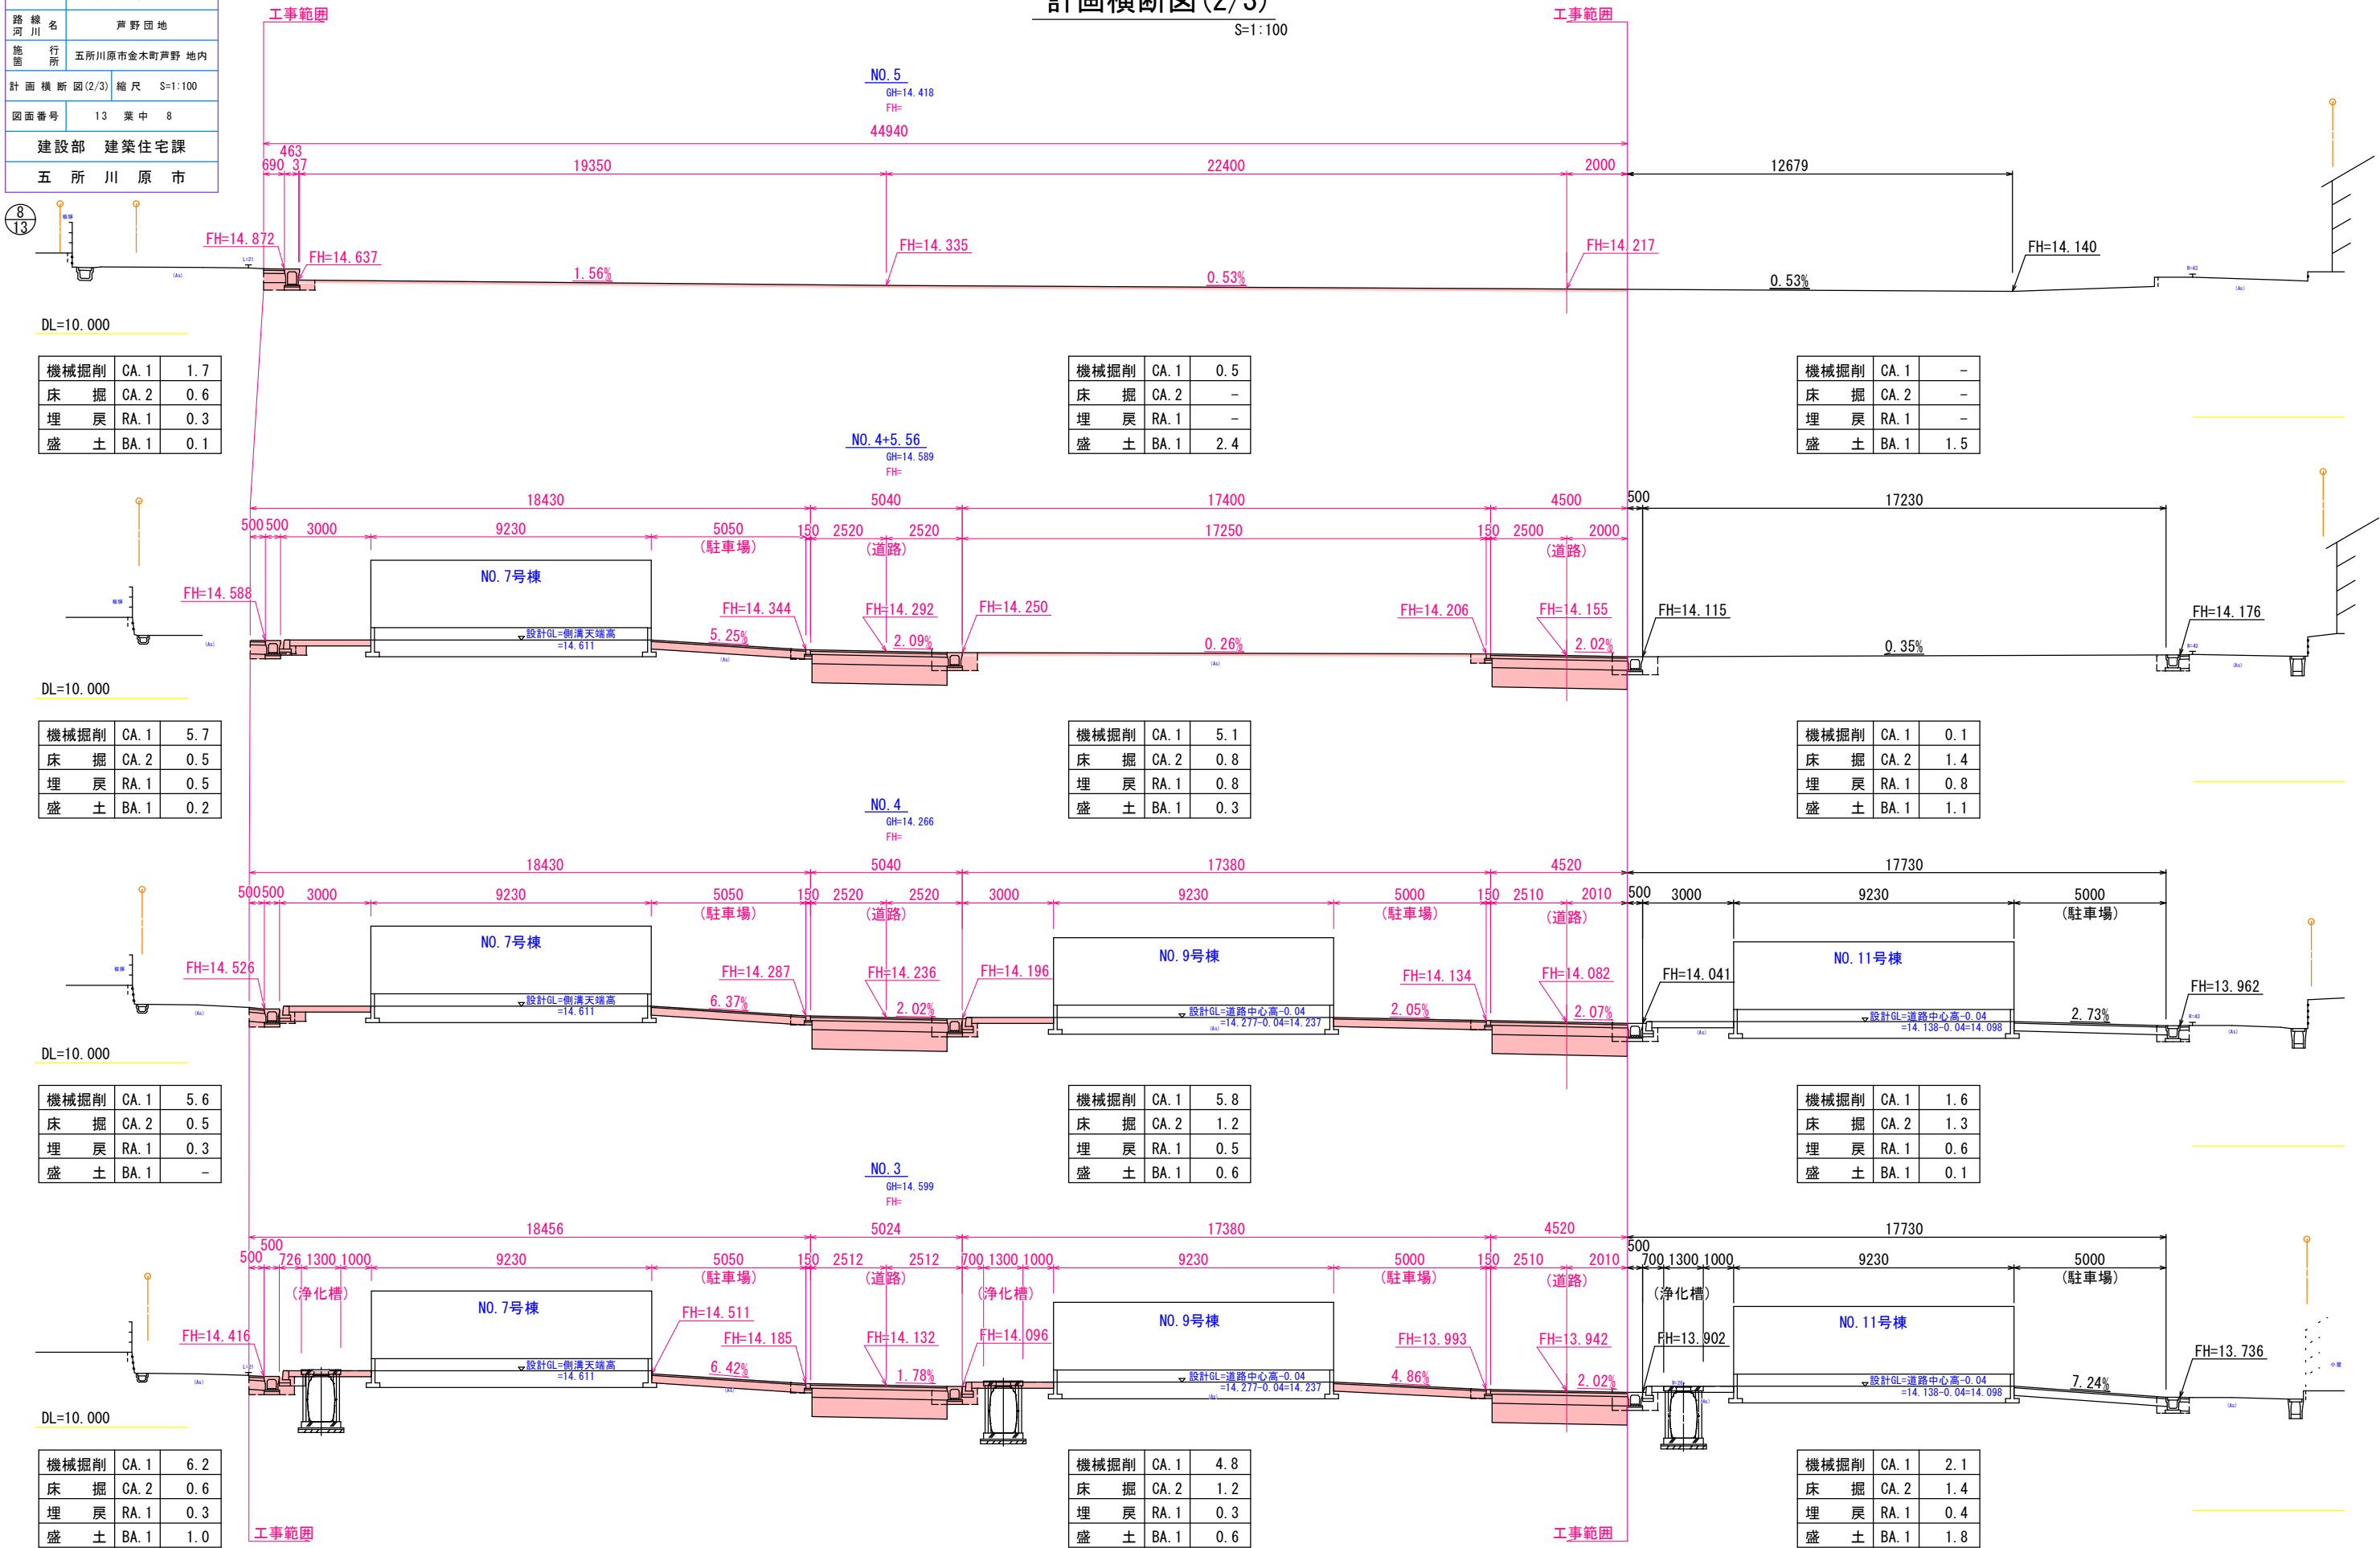 計画横断図(2/3)
S=1:100
路線河川名 芦野団地
施行箇所 五所川原市金木町芦野 地内
計画横断図(2/3) 縮尺 S=1:100
図面番号 13 葉中 8
建設部 建築住宅課
五所川原市
8
13
工事範囲
工事範囲
NO.5
GH=14.418
FH=
44940
463
690 37 19350 22400 2000 12679
FH=14.872
FH=14.637
FH=14.335
FH=14.217
FH=14.140
1.56%
0.53%
0.53%
L=21
(As)
R=42
(As)
DL=10.000
機械掘削 CA.1 1.7
床掘 CA.2 0.6
埋戻 RA.1 0.3
盛土 BA.1 0.1
機械掘削 CA.1 0.5
床掘 CA.2 -
埋戻 RA.1 -
盛土 BA.1 2.4
機械掘削 CA.1 -
床掘 CA.2 -
埋戻 RA.1 -
盛土 BA.1 1.5
NO.4+5.56
GH=14.589
FH=
18430 5040 17400 4500 500 17230
500 500 3000 9230 5050 150 2520 2520 17250 150 2500 2000
(駐車場) (道路) (道路)
NO.7号棟
FH=14.588
FH=14.344
FH=14.292
FH=14.250
FH=14.206
FH=14.155
FH=14.115
FH=14.176
設計GL=側溝天端高
=14.611
5.25%
2.09%
0.26%
2.02%
0.35%
(As)
(As)
(As)
R=42
(As)
DL=10.000
機械掘削 CA.1 5.7
床掘 CA.2 0.5
埋戻 RA.1 0.5
盛土 BA.1 0.2
機械掘削 CA.1 5.1
床掘 CA.2 0.8
埋戻 RA.1 0.8
盛土 BA.1 0.3
機械掘削 CA.1 0.1
床掘 CA.2 1.4
埋戻 RA.1 0.8
盛土 BA.1 1.1
NO.4
GH=14.266
FH=
18430 5040 17380 4520 17730
500 500 3000 9230 5050 150 2520 2520 3000 9230 5000 150 2510 2010 500 3000 9230 5000
(駐車場) (道路) (駐車場) (道路) (駐車場)
NO.7号棟
NO.9号棟
NO.11号棟
FH=14.526
FH=14.287
FH=14.236
FH=14.196
FH=14.134
FH=14.082
FH=14.041
FH=13.962
設計GL=側溝天端高
=14.611
6.37%
2.02%
設計GL=道路中心高-0.04
=14.277-0.04=14.237
2.05%
2.07%
設計GL=道路中心高-0.04
=14.138-0.04=14.098
2.73%
(As)
(As)
(As)
(As)
DL=10.000
機械掘削 CA.1 5.6
床掘 CA.2 0.5
埋戻 RA.1 0.3
盛土 BA.1 -
機械掘削 CA.1 5.8
床掘 CA.2 1.2
埋戻 RA.1 0.5
盛土 BA.1 0.6
機械掘削 CA.1 1.6
床掘 CA.2 1.3
埋戻 RA.1 0.6
盛土 BA.1 0.1
NO.3
GH=14.599
FH=
18456 5024 17380 4520 17730
500 500 726 1300 1000 9230 5050 150 2512 2512 700 1300 1000 9230 5000 150 2510 2010 500 700 1300 1000 9230 5000
(浄化槽) (駐車場) (道路) (浄化槽) (駐車場) (道路) (浄化槽) (駐車場)
NO.7号棟
NO.9号棟
NO.11号棟
FH=14.416
FH=14.511
FH=14.185
FH=14.132
FH=14.096
FH=13.993
FH=13.942
FH=13.902
FH=13.736
設計GL=側溝天端高
=14.611
6.42%
1.78%
設計GL=道路中心高-0.04
=14.277-0.04=14.237
4.86%
2.02%
設計GL=道路中心高-0.04
=14.138-0.04=14.098
7.24%
(As)
(As)
(As)
(As)
DL=10.000
機械掘削 CA.1 6.2
床掘 CA.2 0.6
埋戻 RA.1 0.3
盛土 BA.1 1.0
機械掘削 CA.1 4.8
床掘 CA.2 1.2
埋戻 RA.1 0.3
盛土 BA.1 0.6
機械掘削 CA.1 2.1
床掘 CA.2 1.4
埋戻 RA.1 0.4
盛土 BA.1 1.8
工事範囲
工事範囲